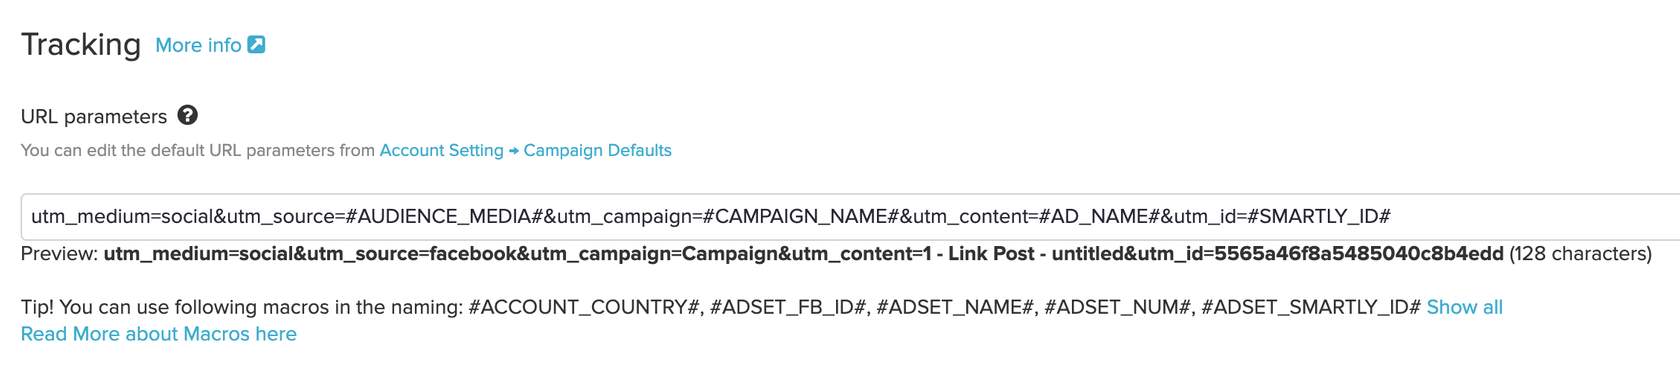 Tracking More info
URL parameters
You can edit the default URL parameters from Account Setting → Campaign Defaults
utm_medium=social&utm_source=#AUDIENCE_MEDIA#&utm_campaign=#CAMPAIGN_NAME#&utm_content=#AD_NAME#&utm_id=#SMARTLY_ID#
Preview: utm_medium=social&utm_source=facebook&utm_campaign=Campaign&utm_content=1 - Link Post - untitled&utm_id=5565a46f8a5485040c8b4edd (128 characters)
Tip! You can use following macros in the naming: #ACCOUNT_COUNTRY#, #ADSET_FB_ID#, #ADSET_NAME#, #ADSET_NUM#, #ADSET_SMARTLY_ID# Show all
Read More about Macros here